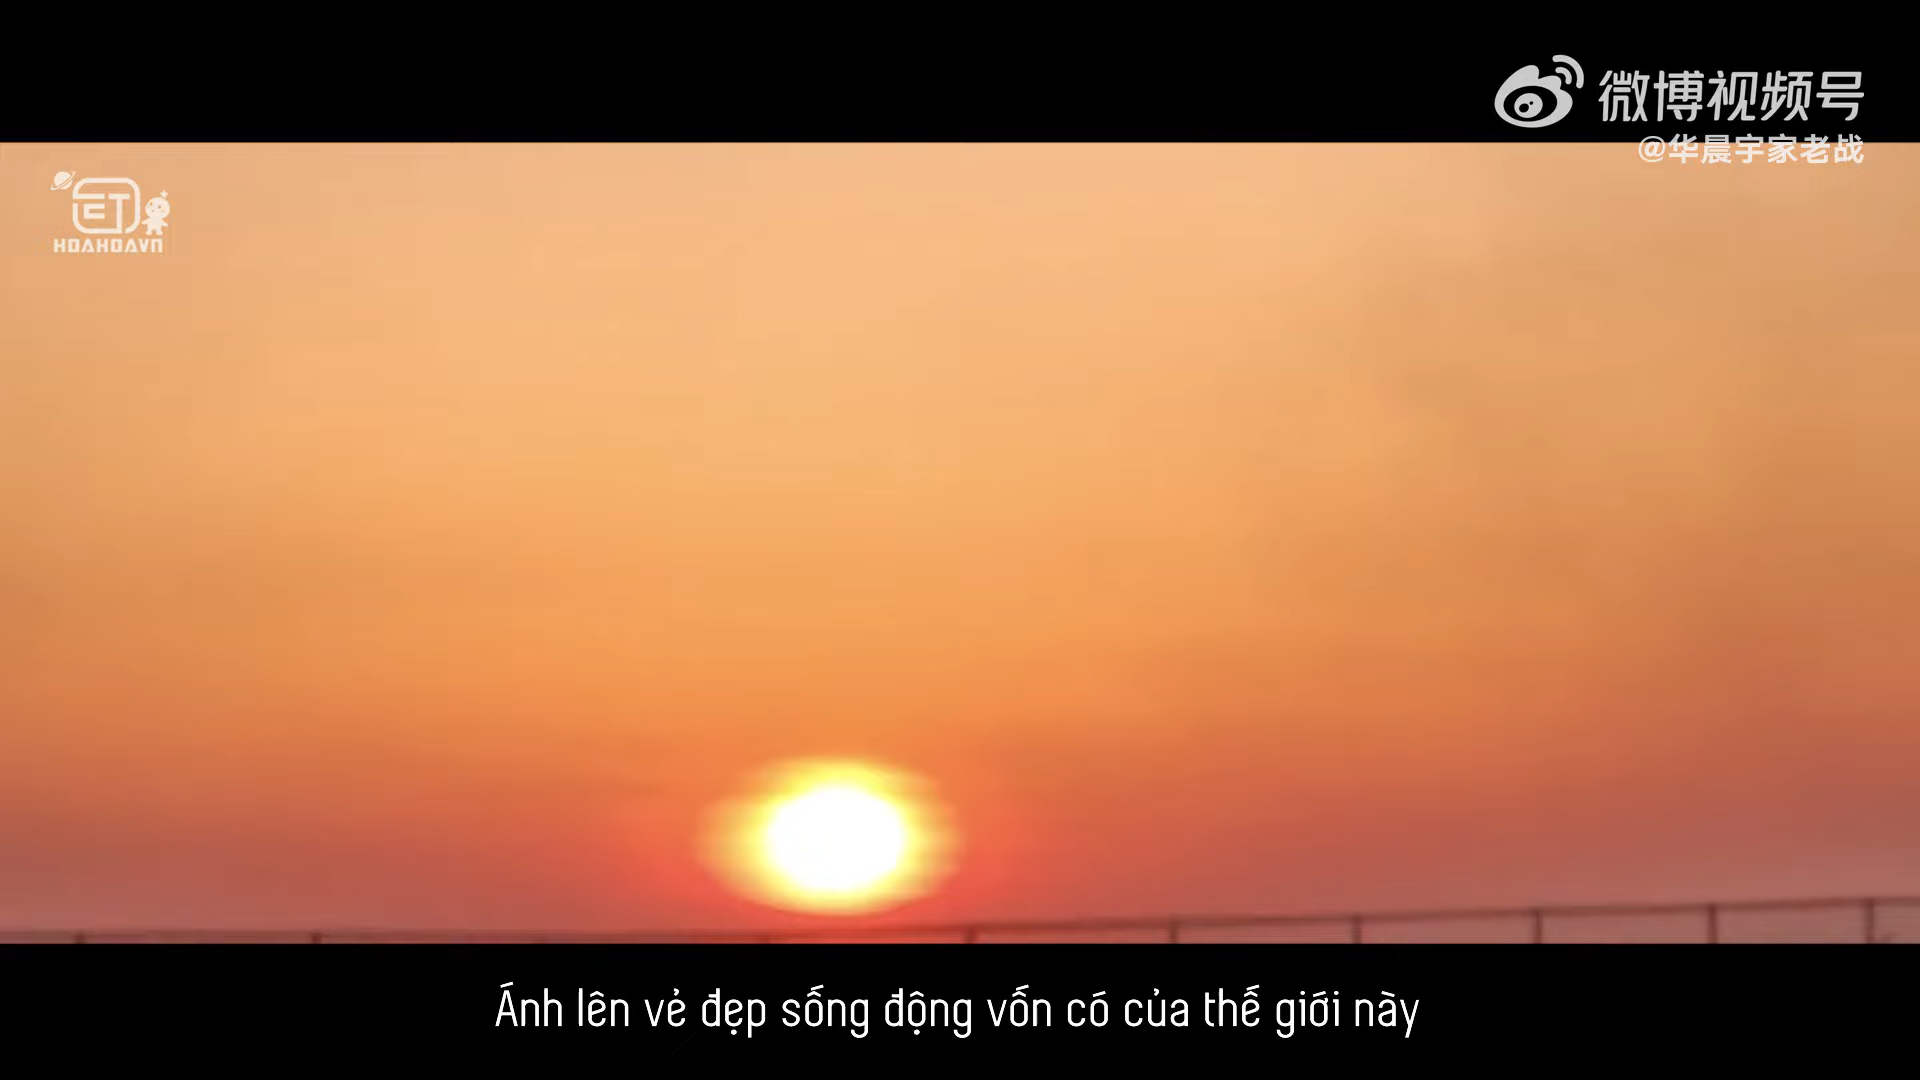 微博视频号
@华晨宇家老战
ET
HOAHOAVN
Ánh lên vẻ đẹp sống động vốn có của thế giới này